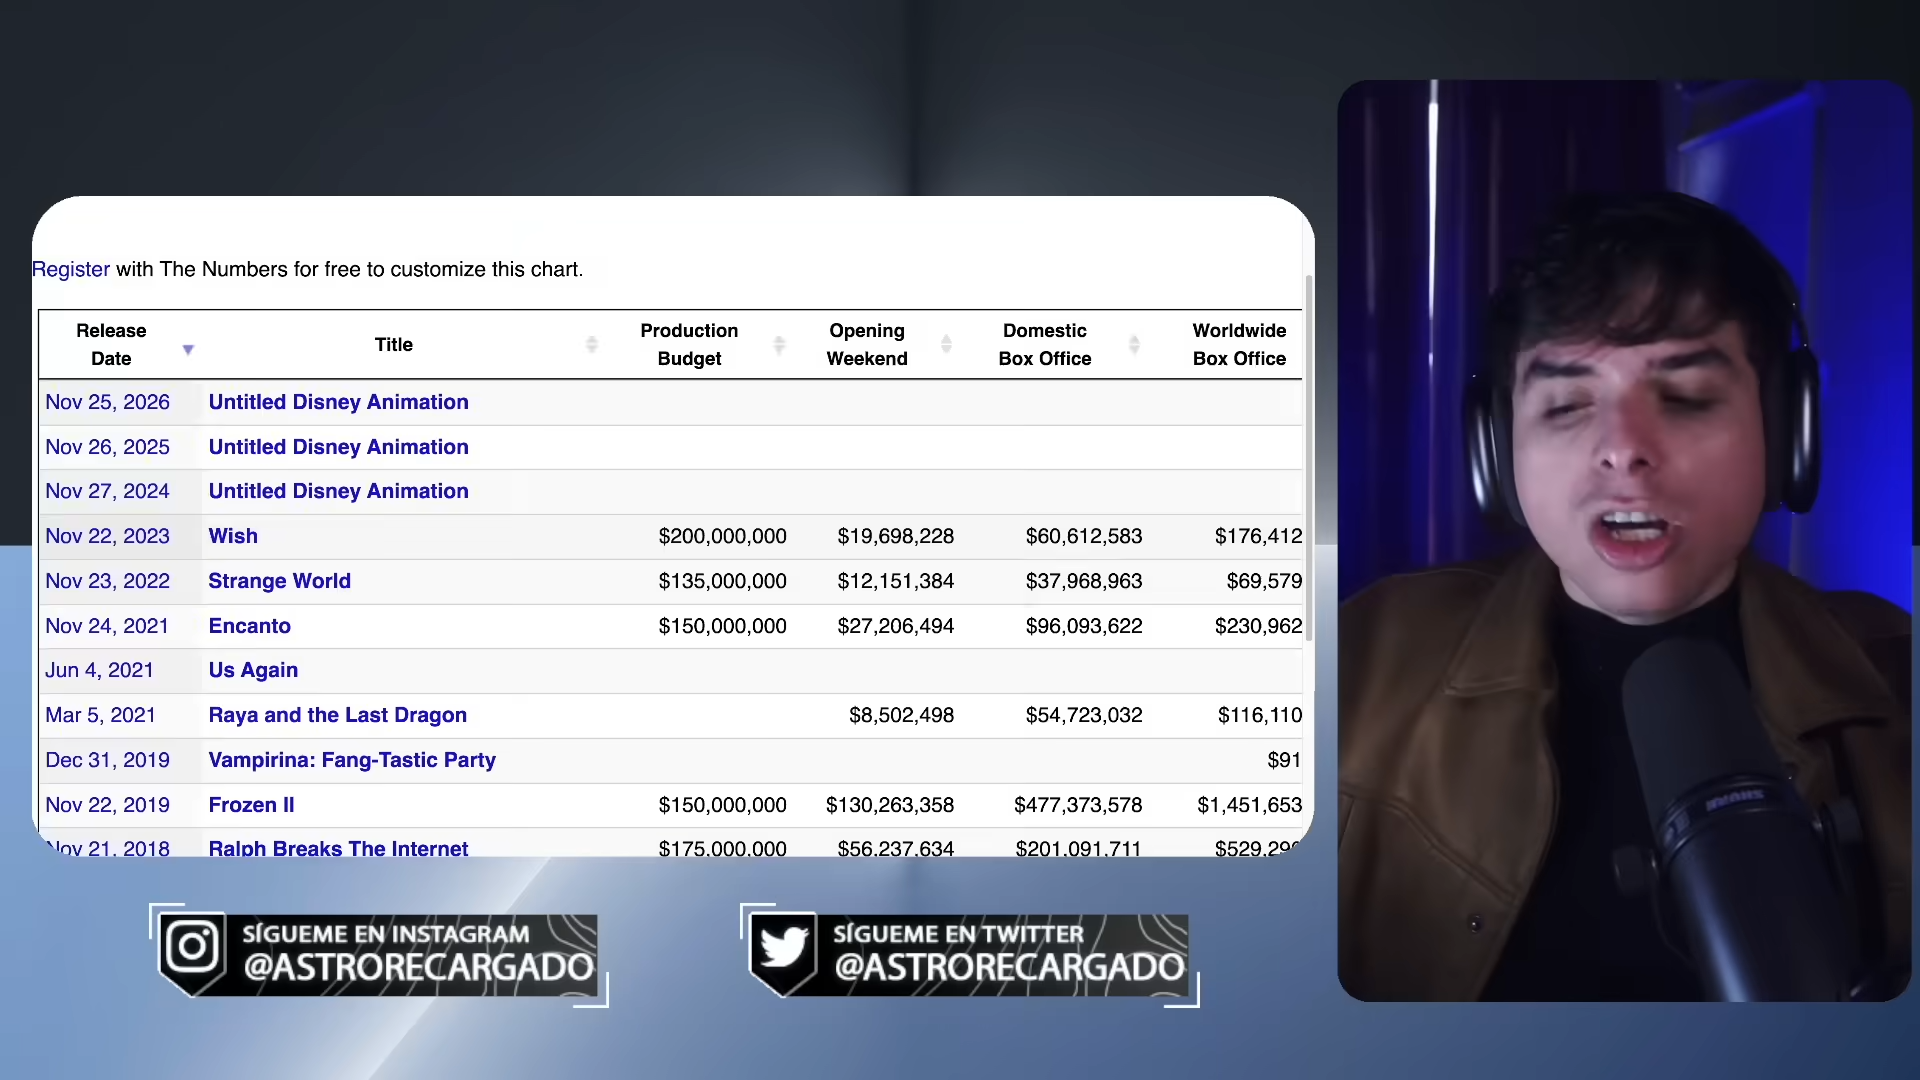 Register with The Numbers for free to customize this chart.
Release Date Title Production Budget Opening Weekend Domestic Box Office Worldwide Box Office
Nov 25, 2026 Untitled Disney Animation
Nov 26, 2025 Untitled Disney Animation
Nov 27, 2024 Untitled Disney Animation
Nov 22, 2023 Wish $200,000,000 $19,698,228 $60,612,583 $176,412
Nov 23, 2022 Strange World $135,000,000 $12,151,384 $37,968,963 $69,579
Nov 24, 2021 Encanto $150,000,000 $27,206,494 $96,093,622 $230,962
Jun 4, 2021 Us Again
Mar 5, 2021 Raya and the Last Dragon $8,502,498 $54,723,032 $116,110
Dec 31, 2019 Vampirina: Fang-Tastic Party $91
Nov 22, 2019 Frozen II $150,000,000 $130,263,358 $477,373,578 $1,451,653
Nov 21, 2018 Ralph Breaks The Internet $175,000,000 $56,237,634 $201,091,711 $529,29
SÍGUEME EN INSTAGRAM
@ASTRORECARGADO
SÍGUEME EN TWITTER
@ASTRORECARGADO